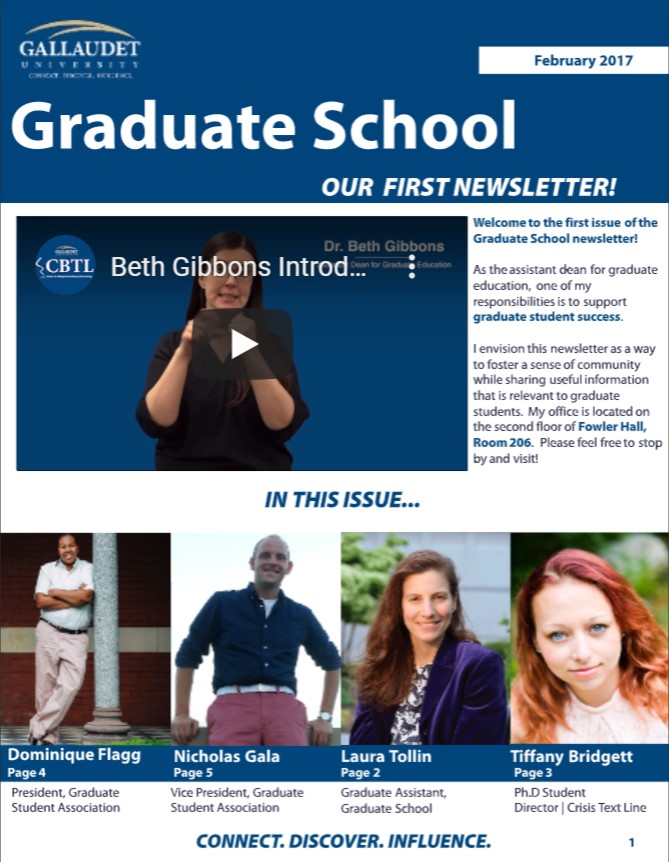 GALLAUDET
UNIVERSITY
CONNECT. DISCOVER. INFLUENCE.
February 2017
Graduate School
OUR FIRST NEWSLETTER!
GALLAUDET
CBTL
Beth Gibbons Introd...
Dr. Beth Gibbons
Dean for Graduate Education
Welcome to the first issue of the
Graduate School newsletter!
As the assistant dean for graduate
education, one of my
responsibilities is to support
graduate student success.
I envision this newsletter as a way
to foster a sense of community
while sharing useful information
that is relevant to graduate
students. My office is located on
the second floor of Fowler Hall,
Room 206. Please feel free to stop
by and visit!
IN THIS ISSUE...
Dominique Flagg
Page 4
President, Graduate
Student Association
Nicholas Gala
Page 5
Vice President, Graduate
Student Association
Laura Tollin
Page 2
Graduate Assistant,
Graduate School
Tiffany Bridgett
Page 3
Ph.D Student
Director | Crisis Text Line
CONNECT. DISCOVER. INFLUENCE.
1